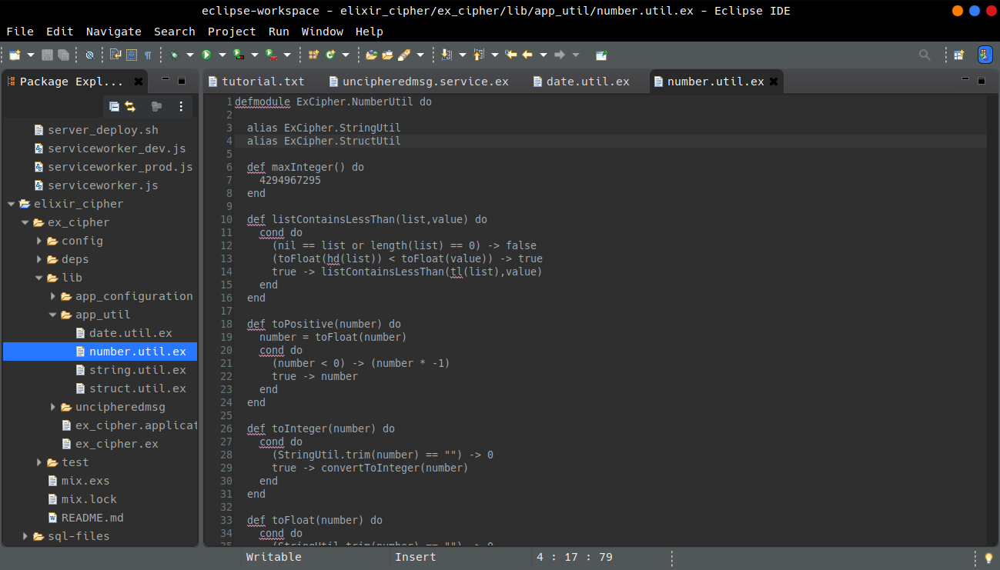 eclipse-workspace – elixir_cipher/ex_cipher/lib/app_util/number.util.ex – Eclipse IDE
File Edit Navigate Search Project Run Window Help
Package Expl...
tutorial.txt
uncipheredmsg.service.ex
date.util.ex
number.util.ex
server_deploy.sh
serviceworker_dev.js
serviceworker_prod.js
serviceworker.js
elixir_cipher
ex_cipher
config
deps
lib
app_configuration
app_util
date.util.ex
number.util.ex
string.util.ex
struct.util.ex
uncipheredmsg
ex_cipher.applicat
ex_cipher.ex
test
mix.exs
mix.lock
README.md
sql-files
1 defmodule ExCipher.NumberUtil do
2
3   alias ExCipher.StringUtil
4   alias ExCipher.StructUtil
5
6   def maxInteger() do
7     4294967295
8   end
9
10   def listContainsLessThan(list,value) do
11     cond do
12       (nil == list or length(list) == 0) -> false
13       (toFloat(hd(list)) < toFloat(value)) -> true
14       true -> listContainsLessThan(tl(list),value)
15     end
16   end
17
18   def toPositive(number) do
19     number = toFloat(number)
20     cond do
21       (number < 0) -> (number * -1)
22       true -> number
23     end
24   end
25
26   def toInteger(number) do
27     cond do
28       (StringUtil.trim(number) == "") -> 0
29       true -> convertToInteger(number)
30     end
31   end
32
33   def toFloat(number) do
34     cond do
35       (StringUtil.trim(number) == "") -> 0
Writable
Insert
4 : 17 : 79